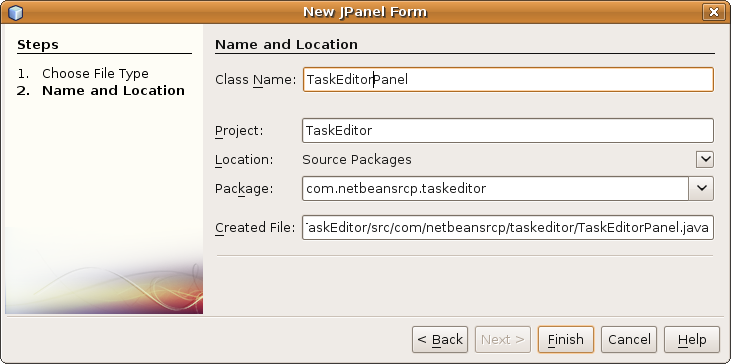 New JPanel Form
Steps
1. Choose File Type
2. Name and Location
Name and Location
Class Name: TaskEditorPanel
Project: TaskEditor
Location: Source Packages
Package: com.netbeansrcp.taskeditor
Created File: TaskEditor/src/com/netbeansrcp/taskeditor/TaskEditorPanel.java
< Back Next > Finish Cancel Help